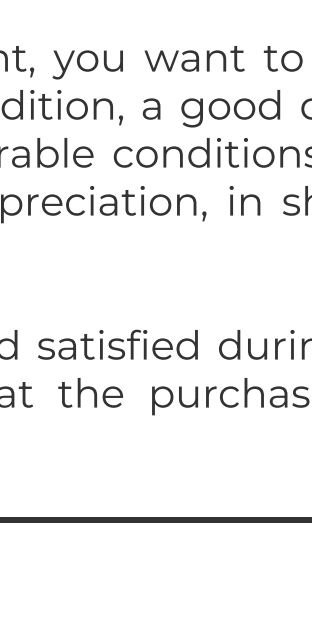 nt, you want to
dition, a good c
rable conditions
preciation, in sh
d satisfied durin
at the purchas